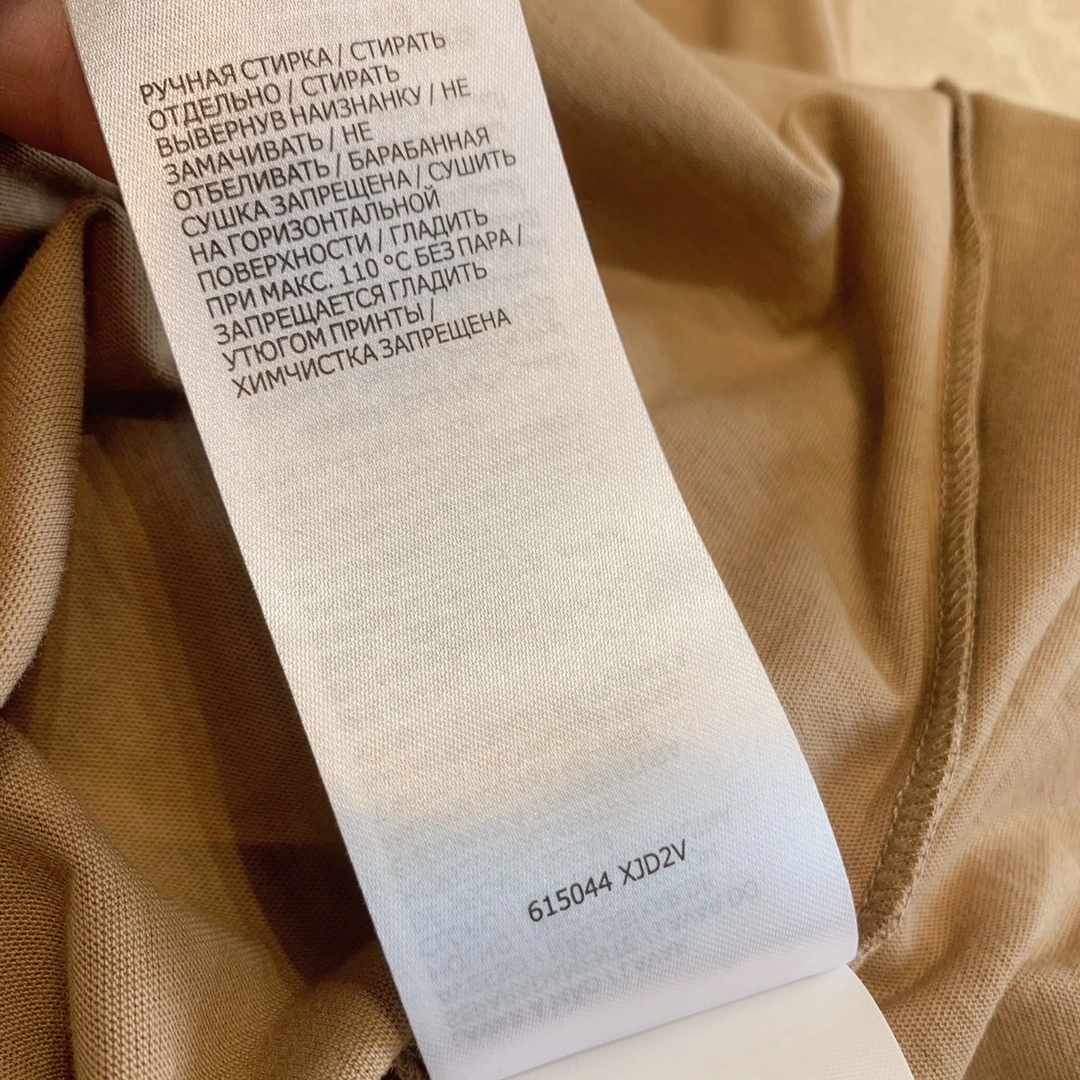 РУЧНАЯ СТИРКА / СТИРАТЬ
ОТДЕЛЬНО / СТИРАТЬ
ВЫВЕРНУВ НАИЗНАНКУ / НЕ
ЗАМАЧИВАТЬ / НЕ
ОТБЕЛИВАТЬ / БАРАБАННАЯ
СУШКА ЗАПРЕЩЕНА / СУШИТЬ
НА ГОРИЗОНТАЛЬНОЙ
ПОВЕРХНОСТИ / ГЛАДИТЬ
ПРИ МАКС. 110 °C БЕЗ ПАРА /
ЗАПРЕЩАЕТСЯ ГЛАДИТЬ
УТЮГОМ ПРИНТЫ /
ХИМЧИСТКА ЗАПРЕЩЕНА
615044 XJD2V